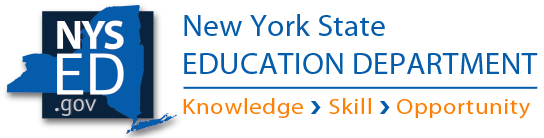 NYS
ED
.gov
New York State
EDUCATION DEPARTMENT
Knowledge › Skill › Opportunity